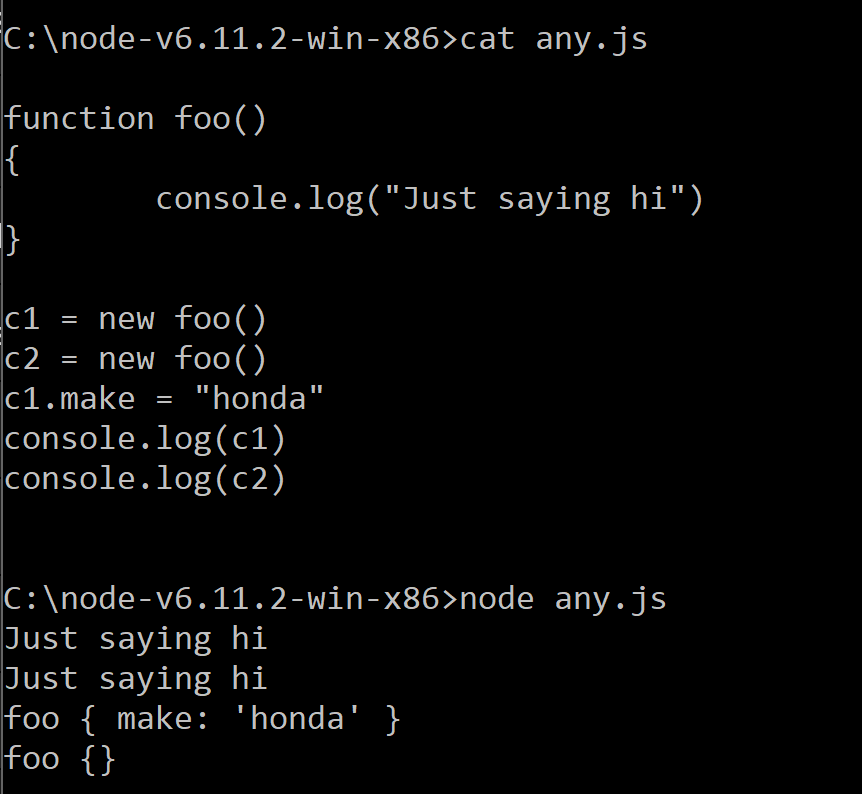 C:\node-v6.11.2-win-x86>cat any.js
function foo()
{
        console.log("Just saying hi")
}
c1 = new foo()
c2 = new foo()
c1.make = "honda"
console.log(c1)
console.log(c2)
C:\node-v6.11.2-win-x86>node any.js
Just saying hi
Just saying hi
foo { make: 'honda' }
foo {}